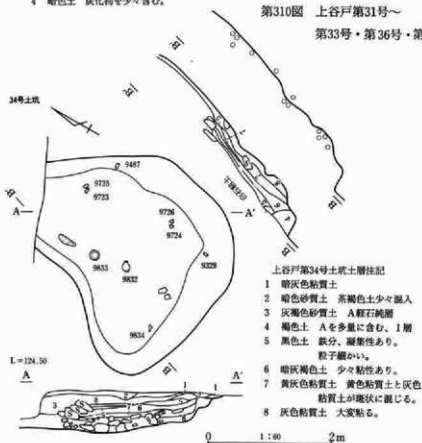 4 暗色土 炭化物を少々含む。
第310図 上谷戸第31号~
第33号・第36号・第
34号土坑
B
B'
9487
9735
9723
A
A'
9726
9724
9833
9832
9329
9834
白石粘土
上谷戸第34号土坑土層注記
1 暗灰色粘質土
2 暗色砂質土 茶褐色土少々混入
3 灰褐色砂質土 A軽石純層
4 褐色土 Aを多量に含む、1層
5 黒色土 鉄分、凝集性あり。
粒子細かい。
6 暗灰褐色土 少々粘性あり。
7 黄灰色粘質土 黄色粘質土と灰色
粘質土が斑状に混じる。
8 灰色粘質土 大変粘る。
L=124.50
A
A'
0 1:60 2m